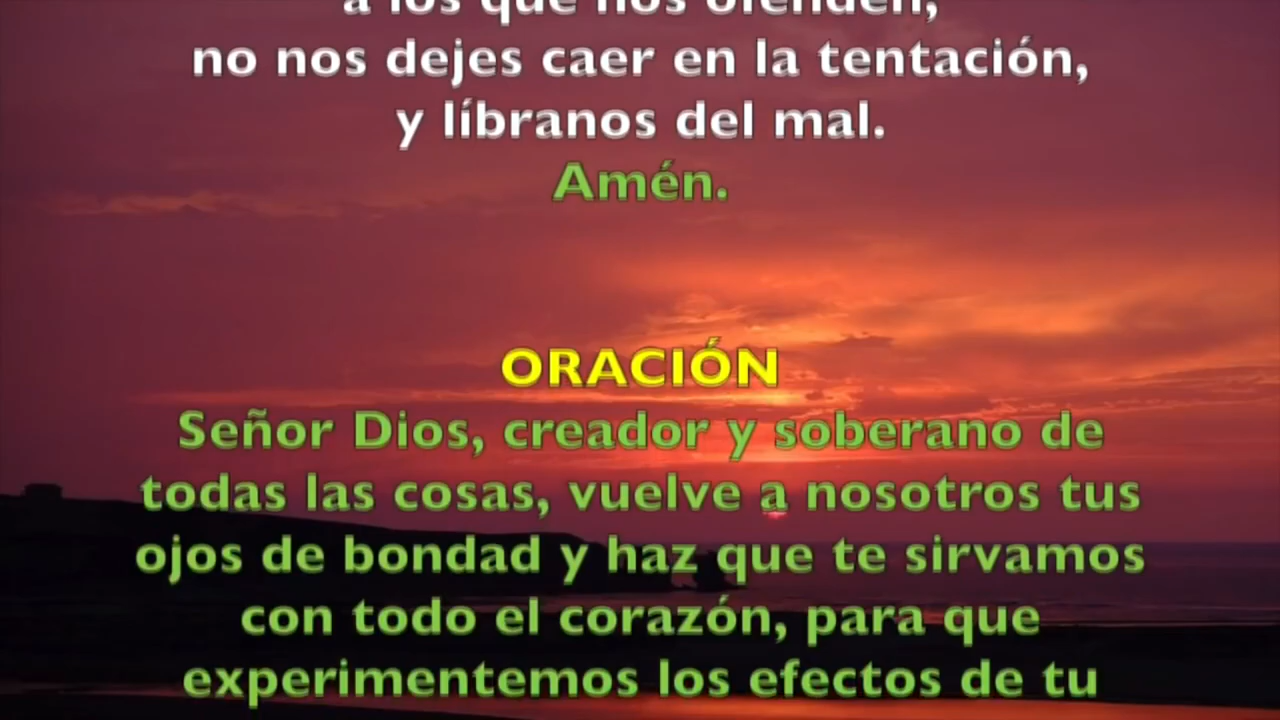 a los que nos ofenden,
no nos dejes caer en la tentación,
y líbranos del mal.
Amén.
ORACIÓN
Señor Dios, creador y soberano de
todas las cosas, vuelve a nosotros tus
ojos de bondad y haz que te sirvamos
con todo el corazón, para que
experimentemos los efectos de tu